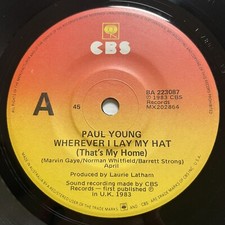 CBS
BA 223087
℗ 1983 CBS
Records
MX202864
A
45
PAUL YOUNG
WHEREVER I LAY MY HAT
(That's My Home)
(Marvin Gaye/Norman Whitfield/Barrett Strong)
April
Produced by Laurie Latham
Sound recording made by CBS
Records — first published ℗
in U.K. 1983